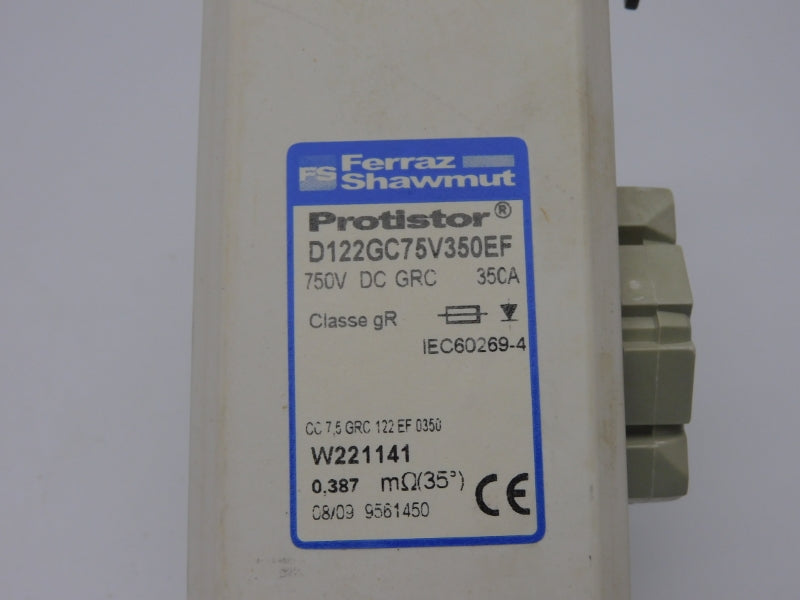 FS Ferraz
Shawmut
Protistor®
D122GC75V350EF
750V DC GRC 350A
Classe gR
IEC60269-4
CC 7,5 GRC 122 EF 0350
W221141
0,387 mΩ(35°)
08/09 9561450
CE